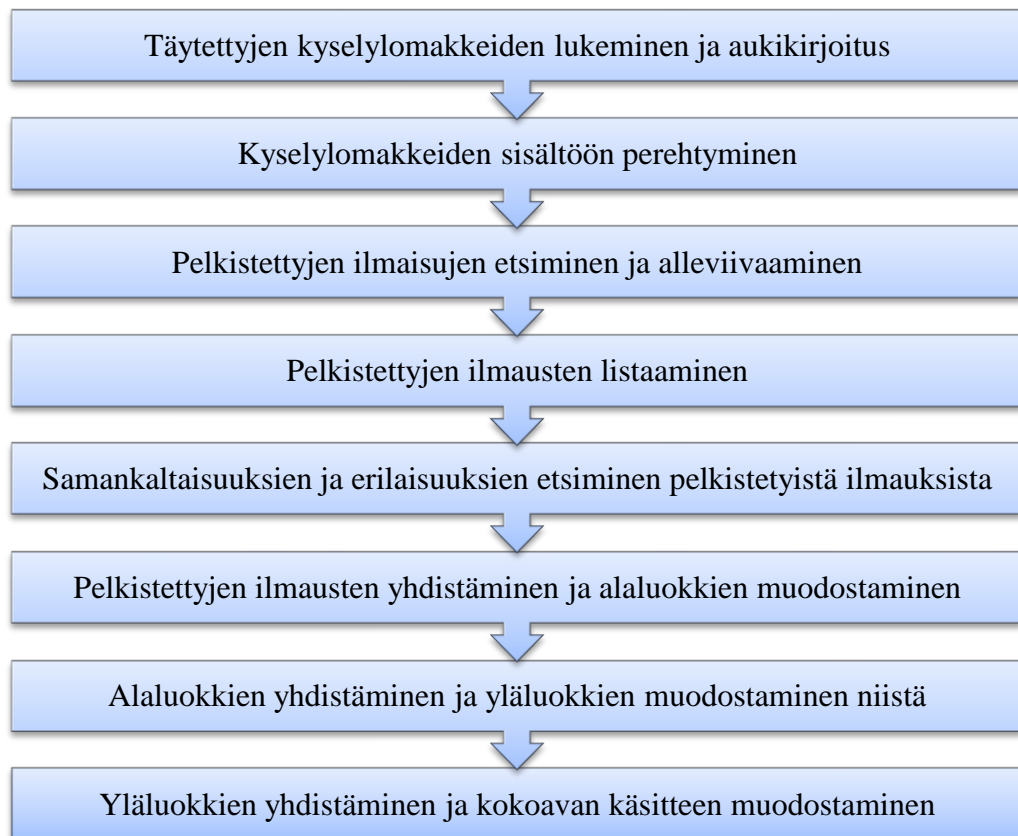 Täytettyjen kyselylomakkeiden lukeminen ja aukikirjoitus
Kyselylomakkeiden sisältöön perehtyminen
Pelkistettyjen ilmaisujen etsiminen ja alleviivaaminen
Pelkistettyjen ilmausten listaaminen
Samankaltaisuuksien ja erilaisuuksien etsiminen pelkistetyistä ilmauksista
Pelkistettyjen ilmausten yhdistäminen ja alaluokkien muodostaminen
Alaluokkien yhdistäminen ja yläluokkien muodostaminen niistä
Yläluokkien yhdistäminen ja kokoavan käsitteen muodostaminen